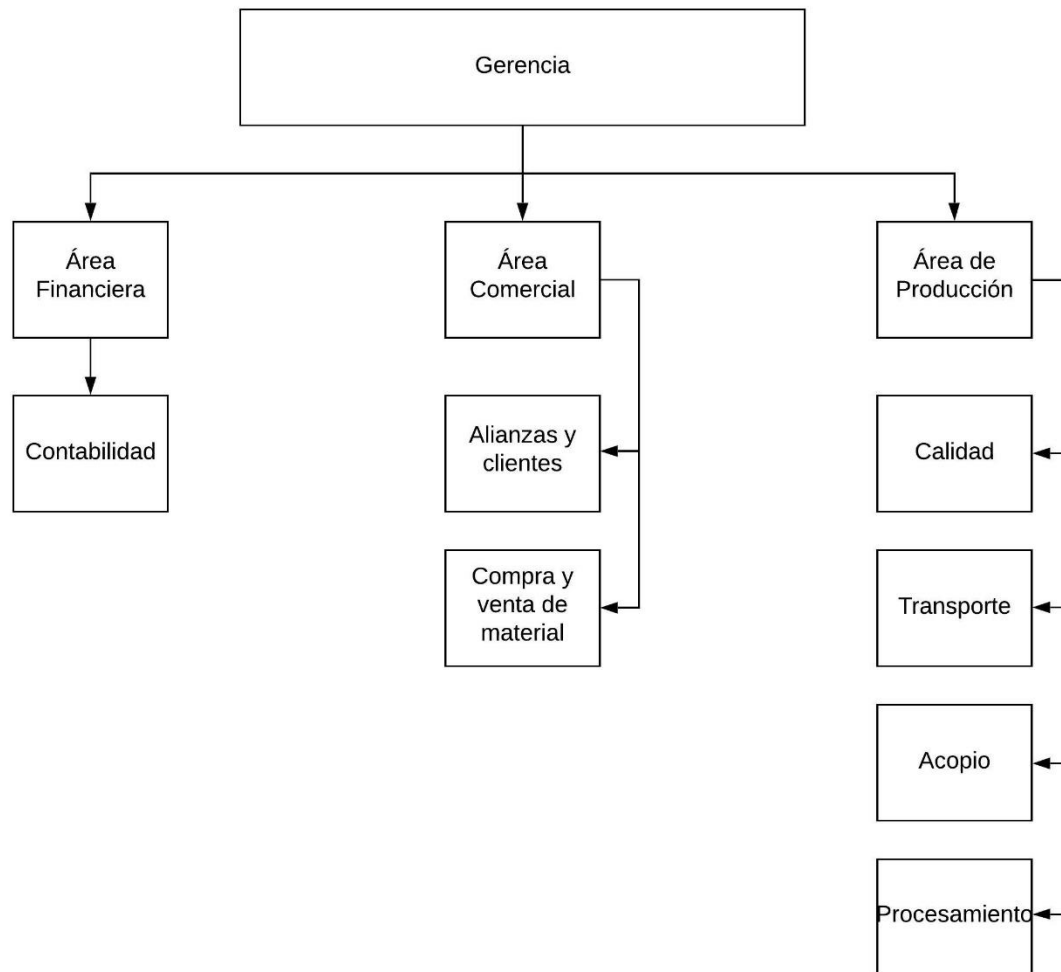 Gerencia
Área
Financiera
Área
Comercial
Área de
Producción
Contabilidad
Alianzas y
clientes
Calidad
Compra y
venta de
material
Transporte
Acopio
Procesamiento